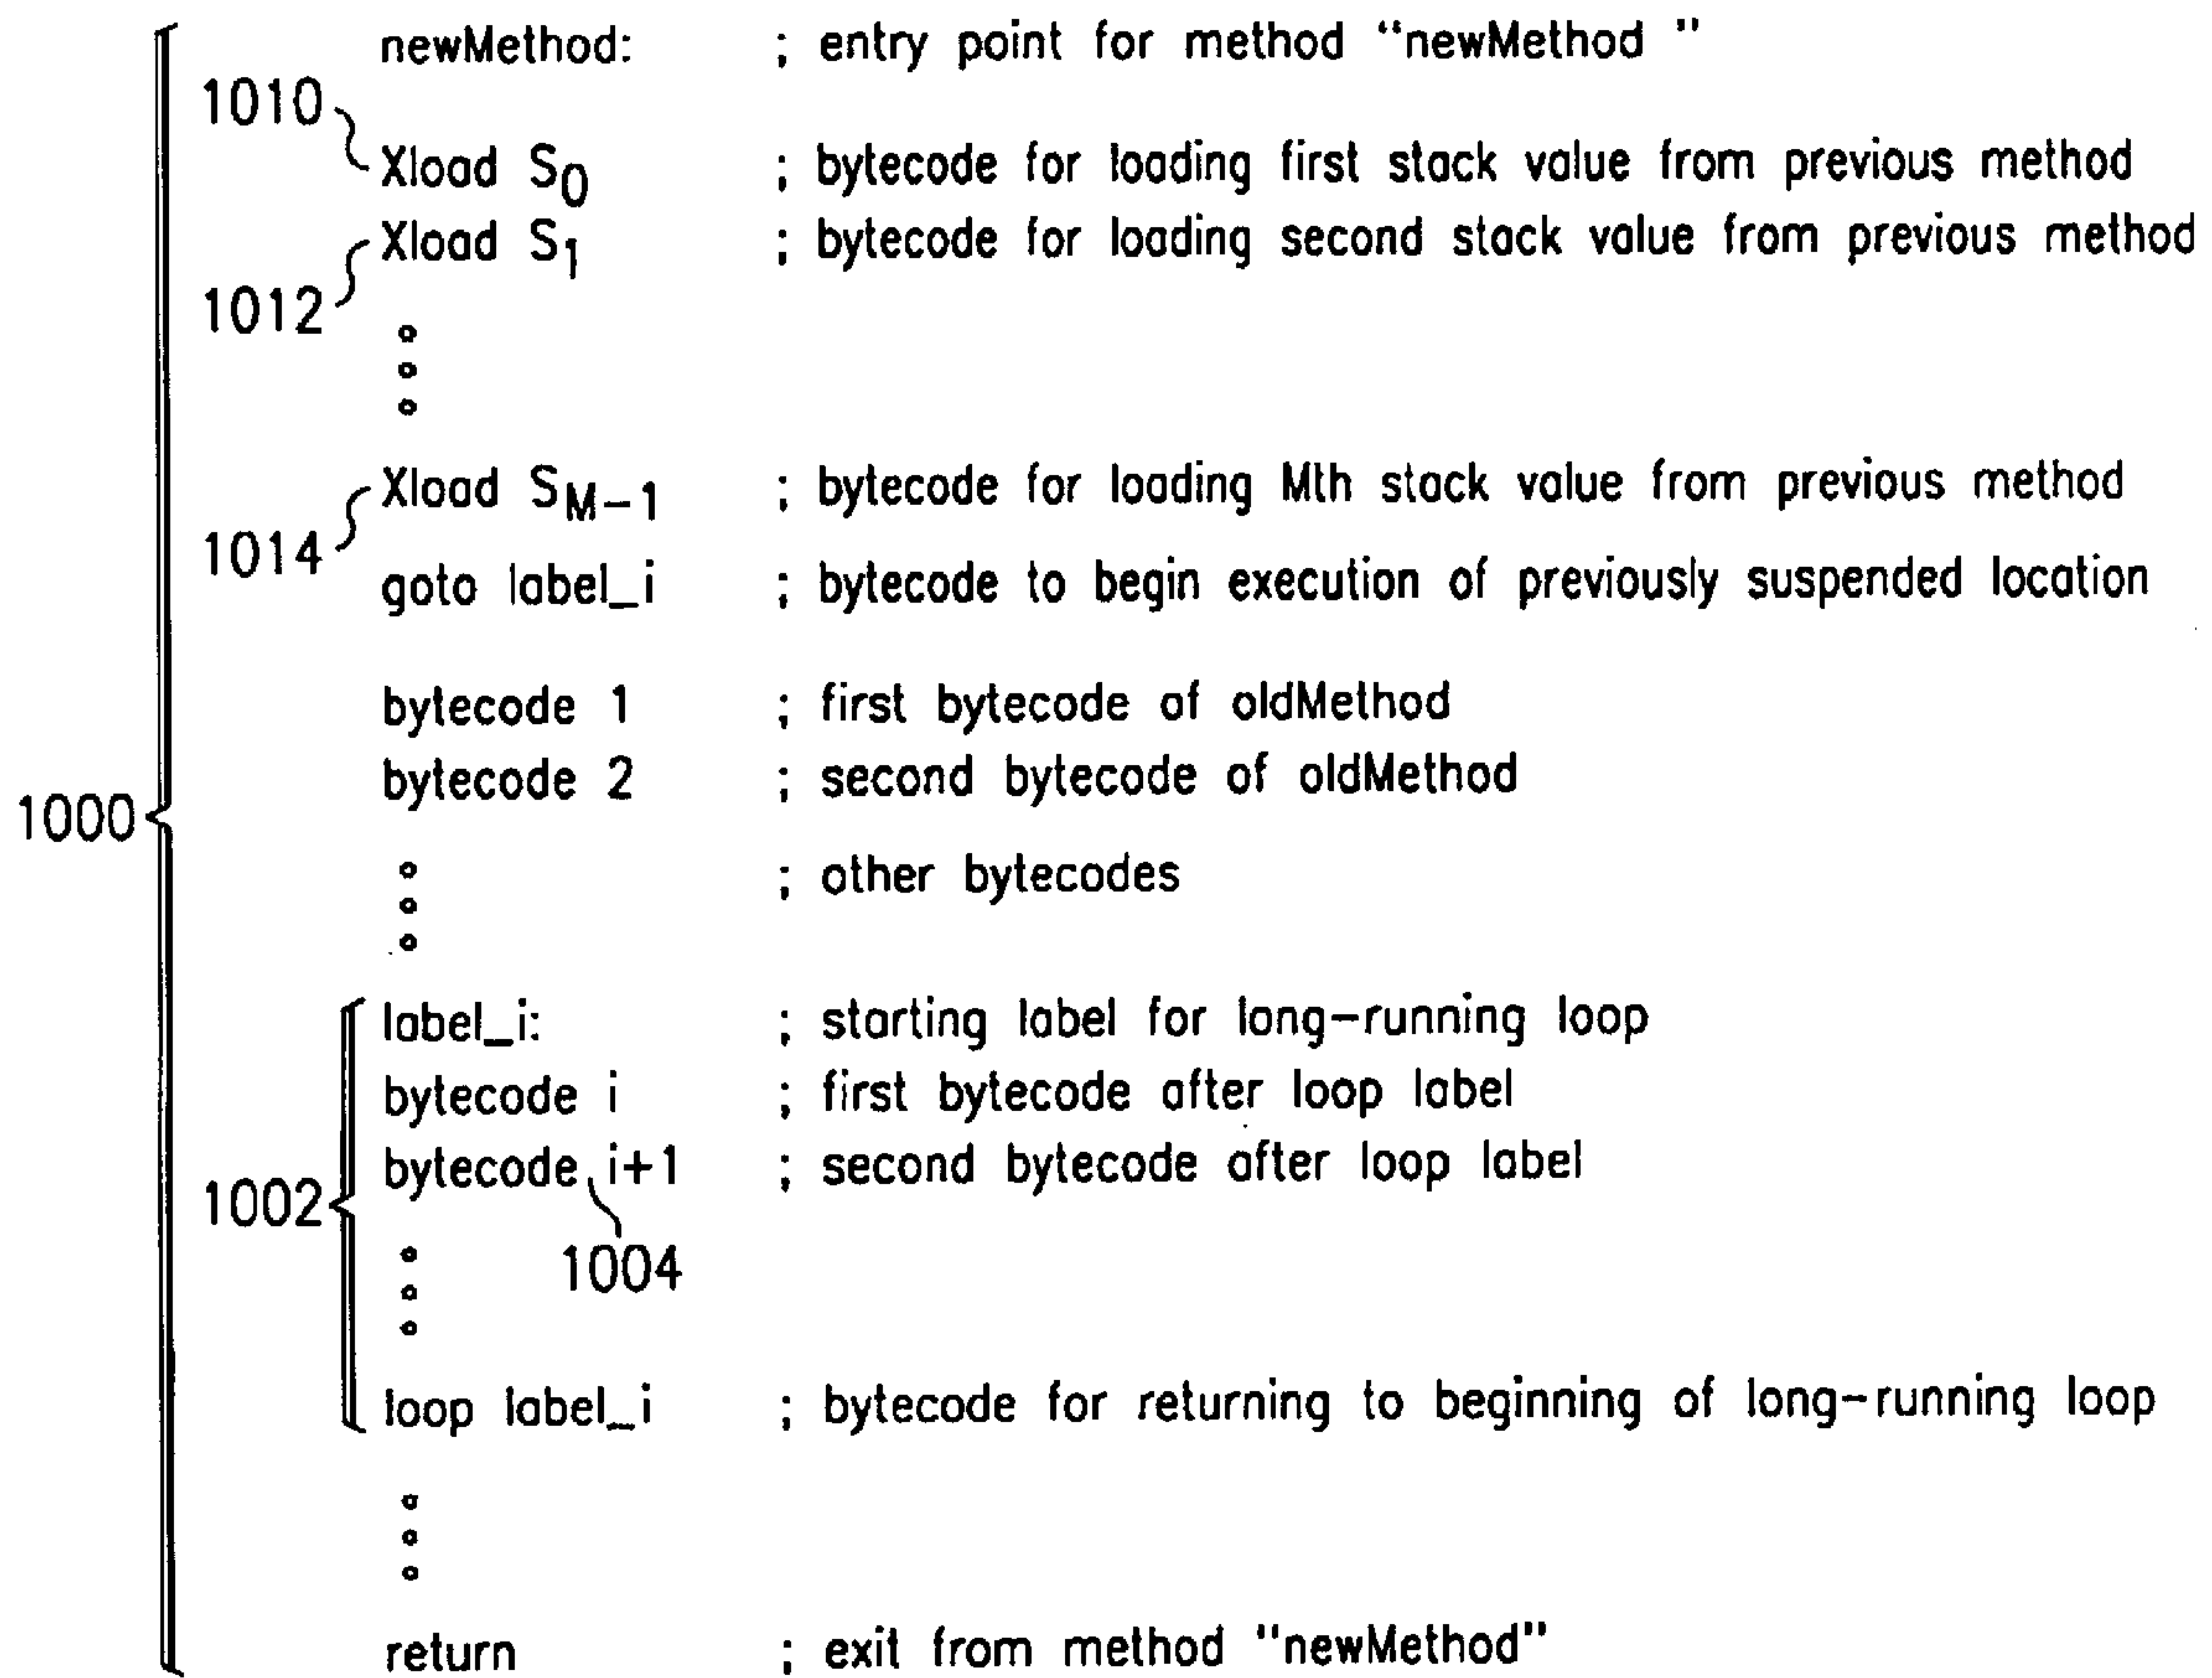 newMethod: ; entry point for method “newMethod ”
1010
Xload S0 ; bytecode for loading first stack value from previous method
Xload S1 ; bytecode for loading second stack value from previous method
1012
Xload SM-1 ; bytecode for loading Mth stack value from previous method
1014
goto label_i ; bytecode to begin execution of previously suspended location
bytecode 1 ; first bytecode of oldMethod
bytecode 2 ; second bytecode of oldMethod
1000
; other bytecodes
label_i: ; starting label for long-running loop
bytecode i ; first bytecode after loop label
bytecode i+1 ; second bytecode after loop label
1002
1004
loop label_i ; bytecode for returning to beginning of long-running loop
return ; exit from method "newMethod"